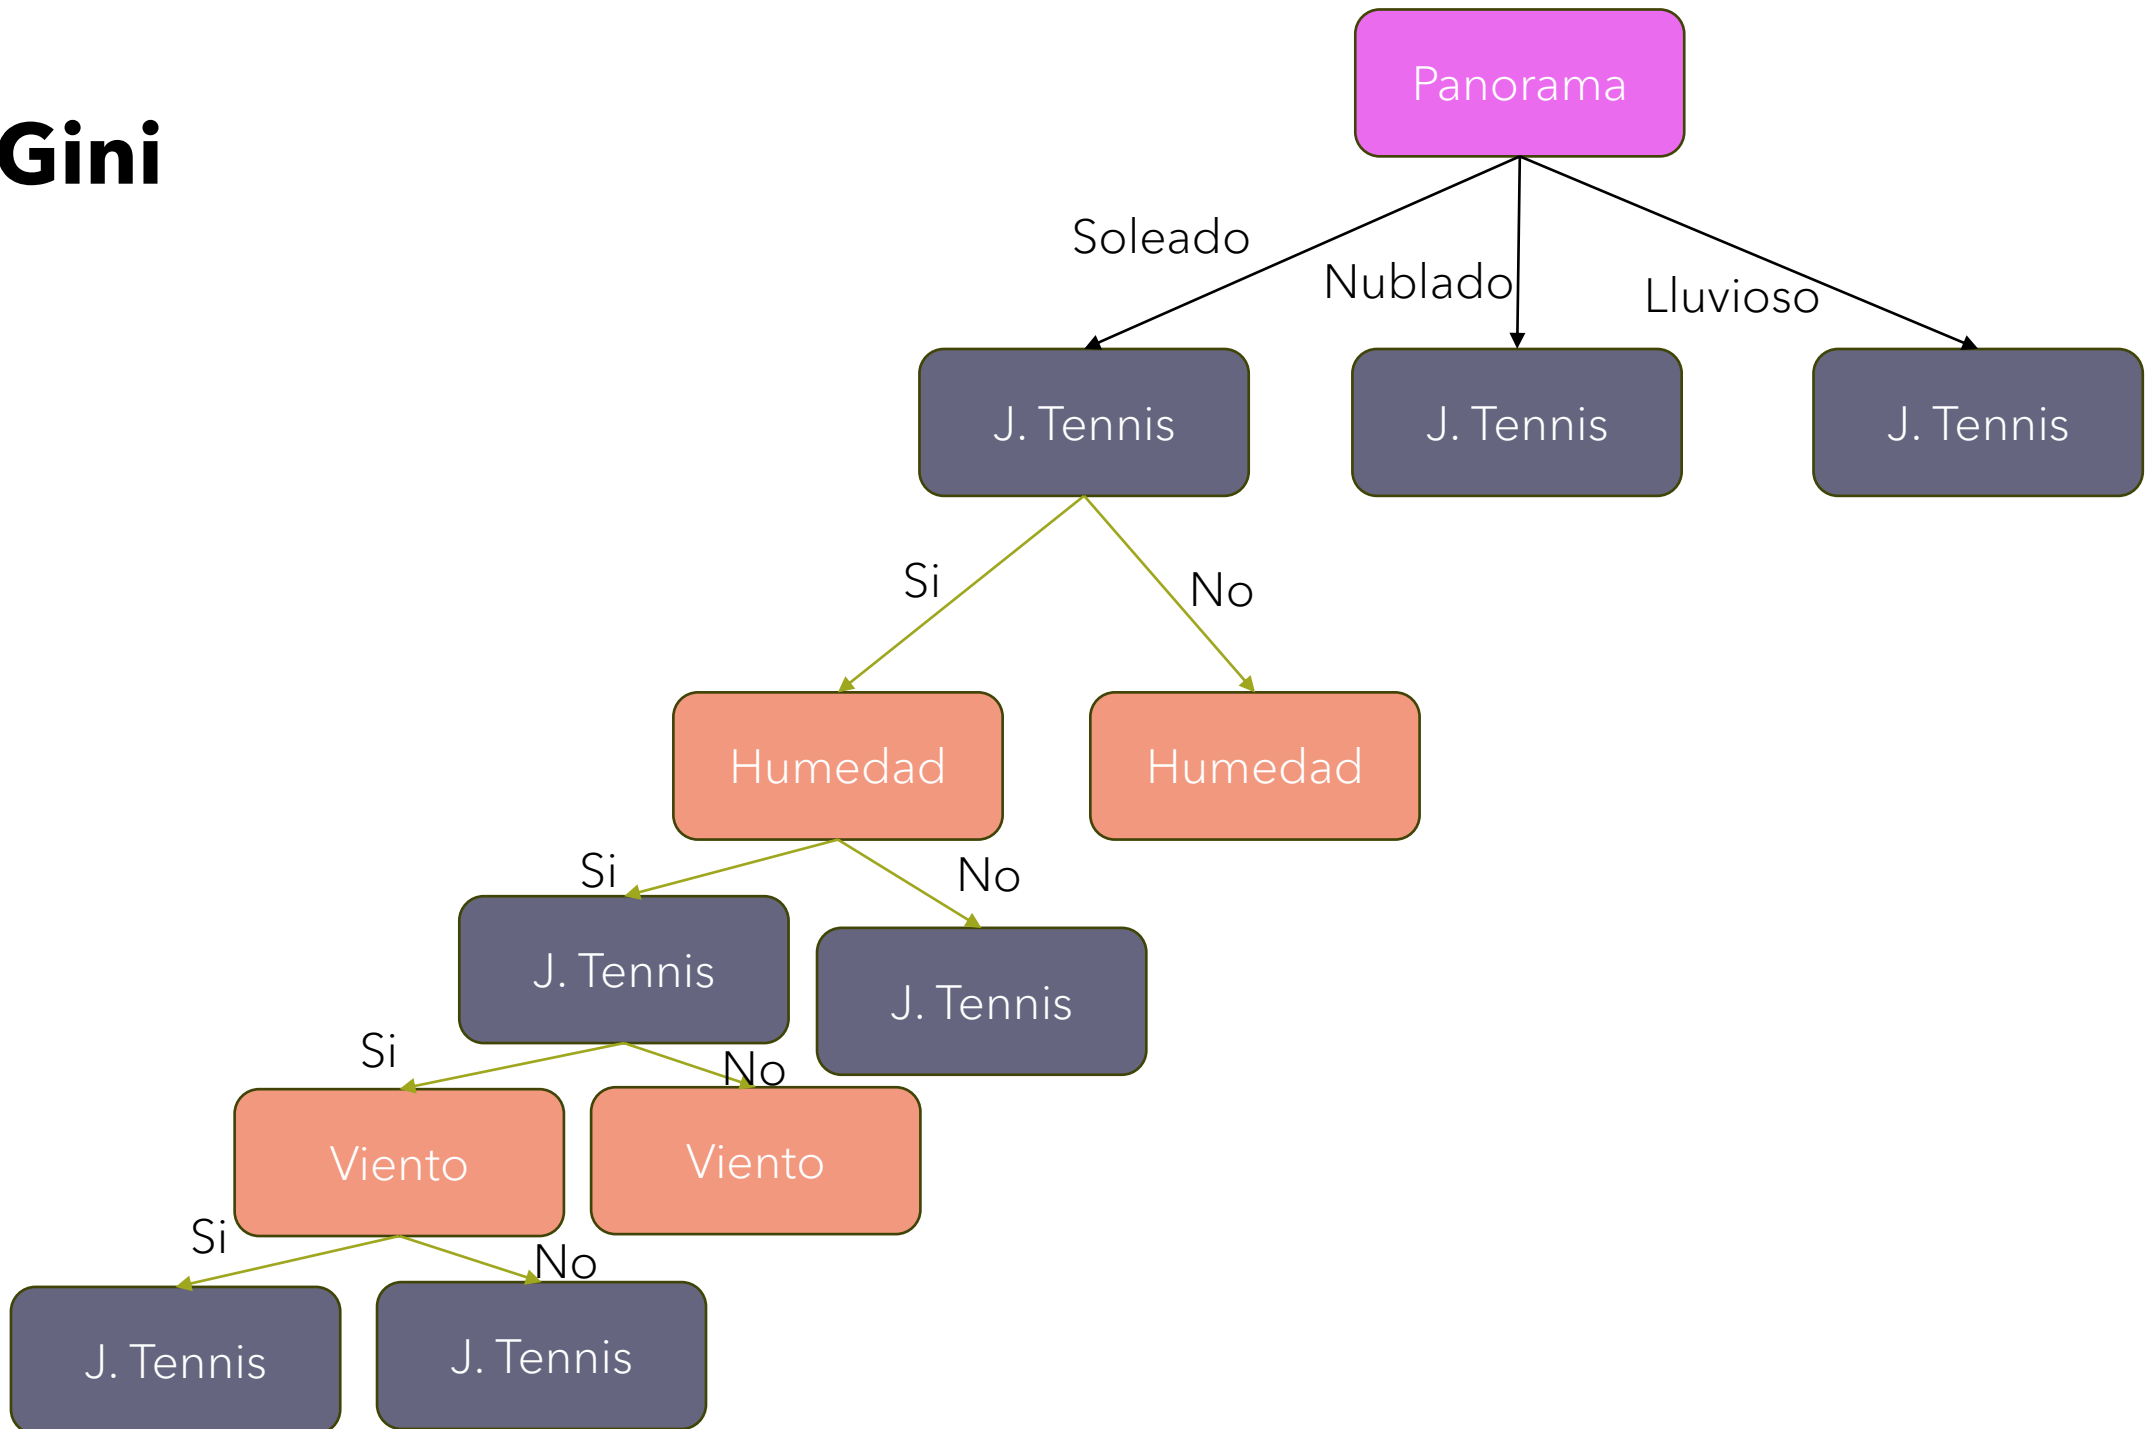 Panorama
Gini
Soleado
Nublado
Lluvioso
J. Tennis
J. Tennis
J. Tennis
Si
No
Humedad
Humedad
Si
No
J. Tennis
J. Tennis
Si
No
Viento
Viento
Si
No
J. Tennis
J. Tennis